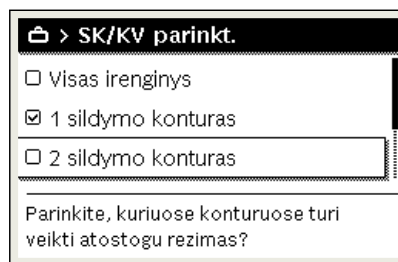 > SK/KV parinkt.
Visas irenginys
1 sildymo konturas
2 sildymo konturas
Parinkite, kuriuose konturuose turi
veikti atostogu rezimas?